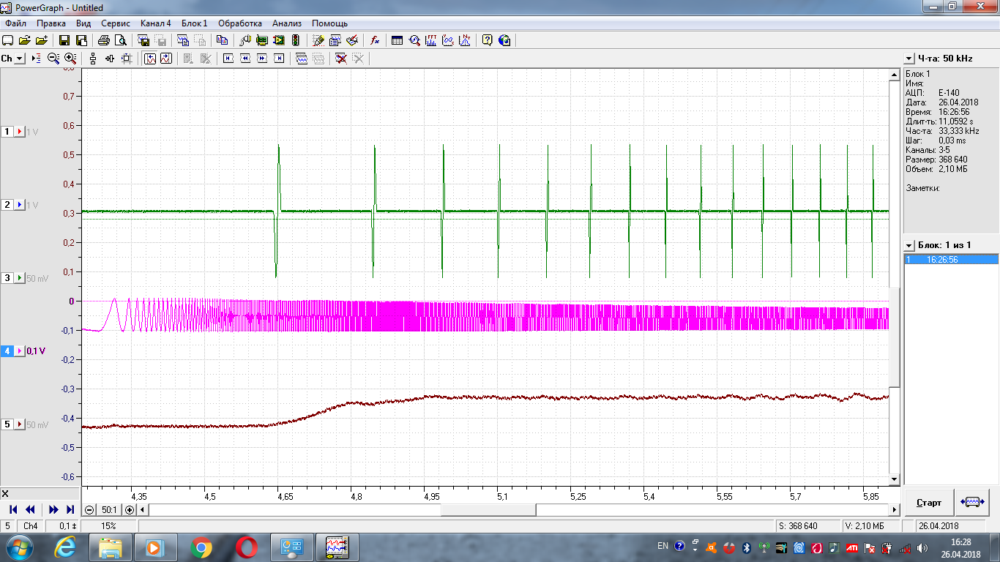 PowerGraph - Untitled
Файл Правка Вид Сервис Канал 4 Блок 1 Обработка Анализ Помощь
Ch
Ч-та: 50 kHz
0,8
0,7
0,6
0,5
0,4
0,3
0,2
0,1
0
-0,1
-0,2
-0,3
-0,4
-0,5
-0,6
1 1 V
2 1 V
3 50 mV
4 0,1 V
5 50 mV
4,35 4,5 4,65 4,8 4,95 5,1 5,25 5,4 5,55 5,7 5,85
Блок 1
Имя:
АЦП: E-140
Дата: 26.04.2018
Время: 16:26:56
Длит-ть: 11,0592 s
Час-та: 33,333 kHz
Шаг: 0,03 ms
Каналы: 3-5
Размер: 368 640
Объем: 2,10 МБ
Заметки:
Блок: 1 из 1
1 16:26:56
Старт
X
50:1
5 Ch4 0,1 15% S: 368 640 V: 2,10 МБ 26.04.2018
EN
ATI
16:28
26.04.2018